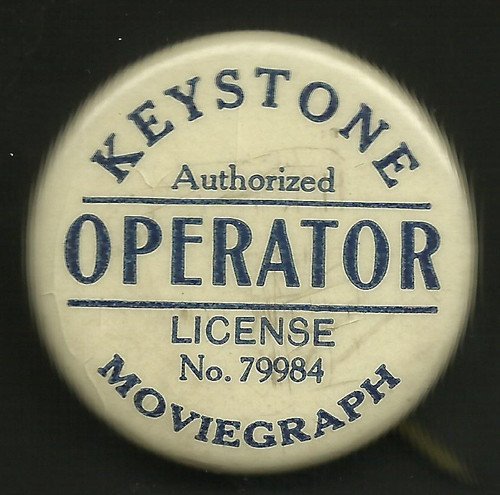 KEYSTONE
Authorized
OPERATOR
LICENSE
No. 79984
MOVIEGRAPH